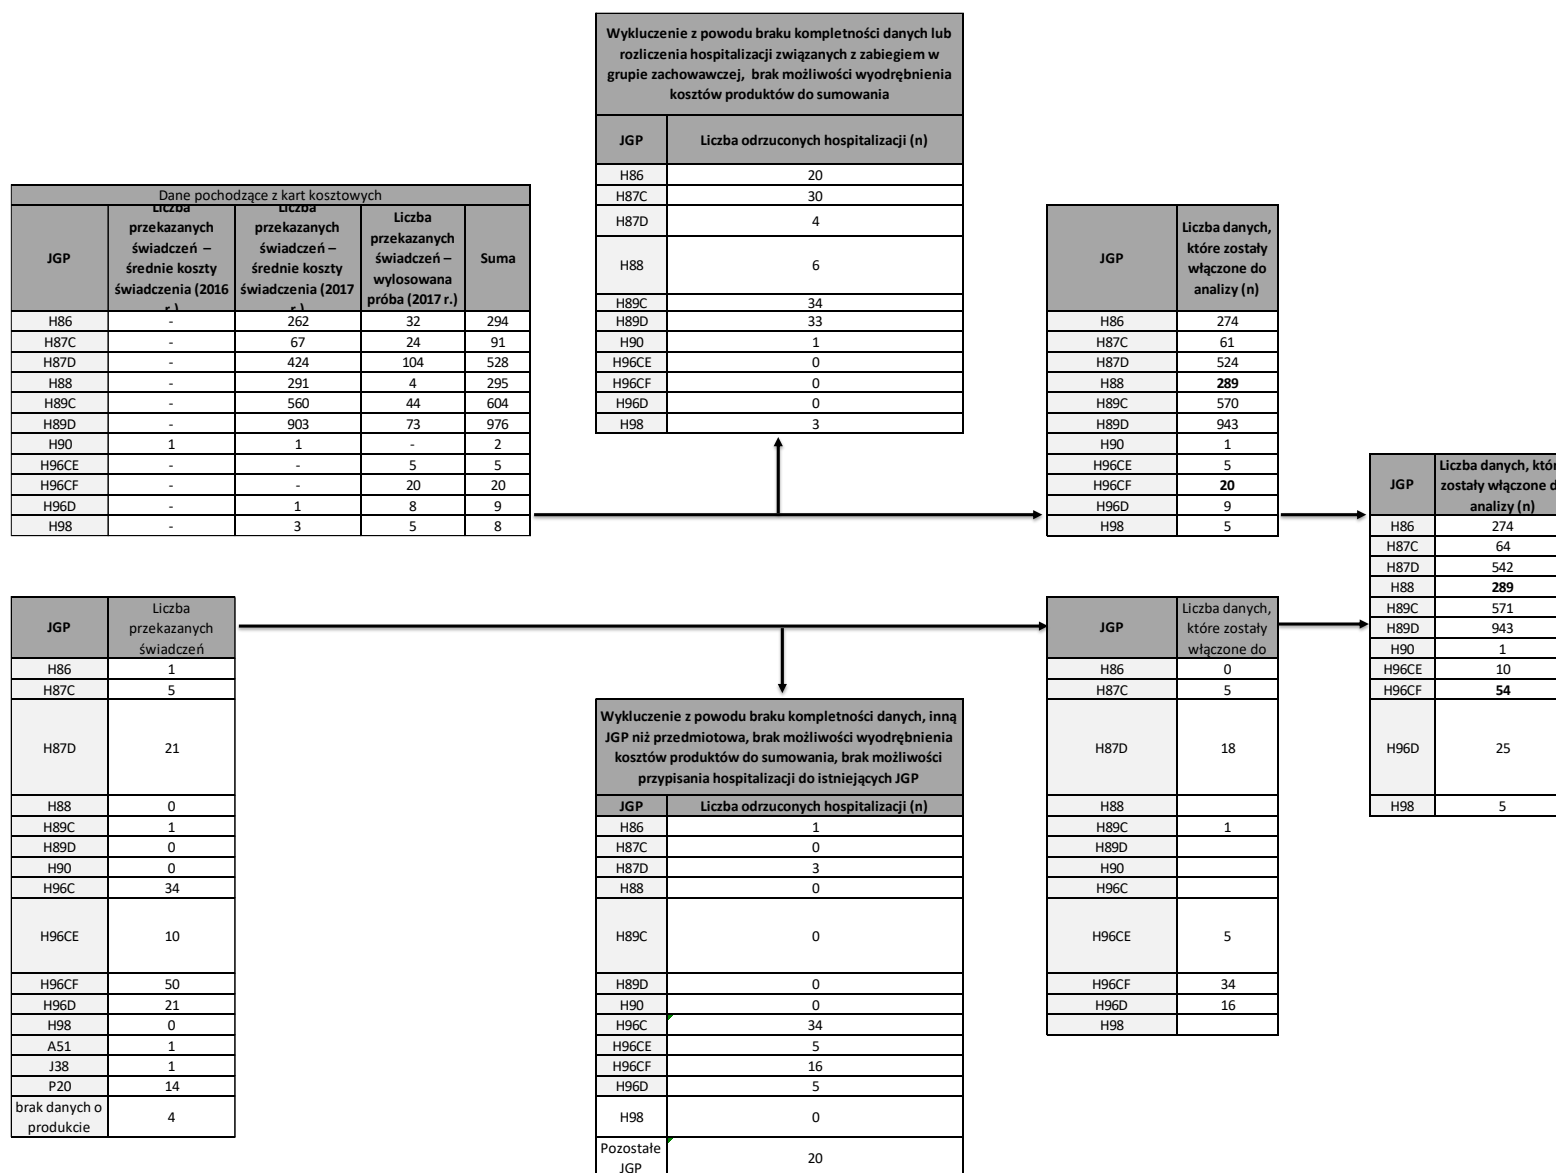 Wykluczenie z powodu braku kompletności danych lub
rozliczenia hospitalizacji związanych z zabiegiem w
grupie zachowawczej, brak możliwości wyodrębnienia
kosztów produktów do sumowania
JGP Liczba odrzuconych hospitalizacji (n)
H86 20
H87C 30
H87D 4
H88 6
H89C 34
H89D 33
H90 1
H96CE 0
H96CF 0
H96D 0
H98 3
Dane pochodzące z kart kosztowych
JGP
Liczba
przekazanych
świadczeń –
średnie koszty
świadczenia (2016
r.)
Liczba
przekazanych
świadczeń –
średnie koszty
świadczenia (2017
r.)
Liczba
przekazanych
świadczeń –
wylosowana
próba (2017 r.)
Suma
H86 - 262 32 294
H87C - 67 24 91
H87D - 424 104 528
H88 - 291 4 295
H89C - 560 44 604
H89D - 903 73 976
H90 1 1 - 2
H96CE - - 5 5
H96CF - - 20 20
H96D - 1 8 9
H98 - 3 5 8
JGP
Liczba danych,
które zostały
włączone do
analizy (n)
H86 274
H87C 61
H87D 524
H88 289
H89C 570
H89D 943
H90 1
H96CE 5
H96CF 20
H96D 9
H98 5
JGP
Liczba danych, któr
zostały włączone d
analizy (n)
H86 274
H87C 64
H87D 542
H88 289
H89C 571
H89D 943
H90 1
H96CE 10
H96CF 54
H96D 25
H98 5
JGP
Liczba
przekazanych
świadczeń
H86 1
H87C 5
H87D 21
H88 0
H89C 1
H89D 0
H90 0
H96C 34
H96CE 10
H96CF 50
H96D 21
H98 0
A51 1
J38 1
P20 14
brak danych o
produkcie 4
Wykluczenie z powodu braku kompletności danych, inną
JGP niż przedmiotowa, brak możliwości wyodrębnienia
kosztów produktów do sumowania, brak możliwości
przypisania hospitalizacji do istniejących JGP
JGP Liczba odrzuconych hospitalizacji (n)
H86 1
H87C 0
H87D 3
H88 0
H89C 0
H89D 0
H90 0
H96C 34
H96CE 5
H96CF 16
H96D 5
H98 0
Pozostałe
JGP 20
JGP
Liczba danych,
które zostały
włączone do
H86 0
H87C 5
H87D 18
H88
H89C 1
H89D
H90
H96C
H96CE 5
H96CF 34
H96D 16
H98